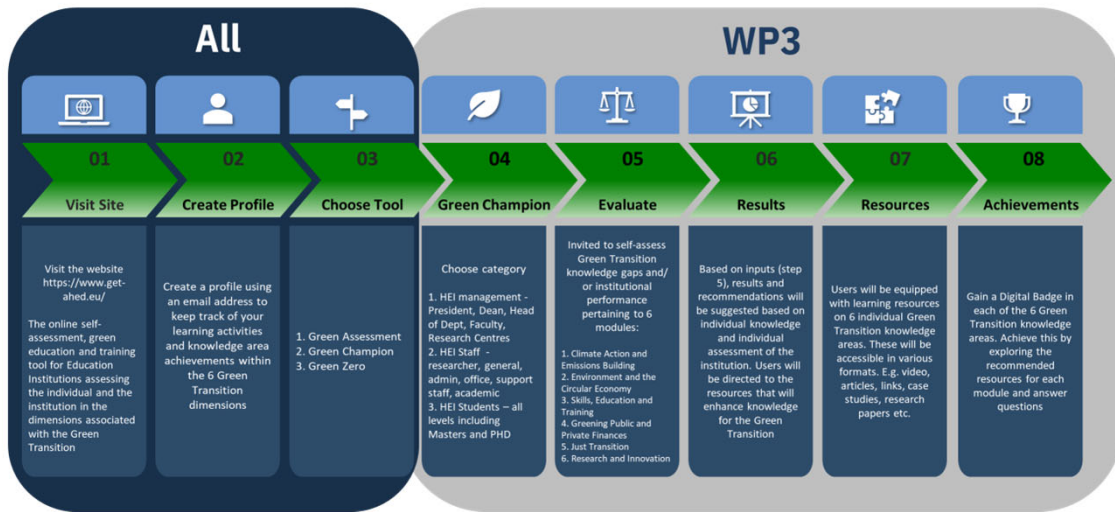 All
WP3
01
Visit Site
Visit the website
https://www.get-
ahed.eu/
The online self-
assessment, green
education and training
tool for Education
Institutions assessing
the individual and the
institution in the
dimensions associated
with the Green
Transition
02
Create Profile
Create a profile using
an email address to
keep track of your
learning activities
and knowledge area
achievements within
the 6 Green
Transition
dimensions
03
Choose Tool
1. Green Assessment
2. Green Champion
3. Green Zero
04
Green Champion
Choose category
1. HEI management -
President, Dean, Head
of Dept, Faculty,
Research Centres
2. HEI Staff -
researcher, general,
admin, office, support
staff, academic
3. HEI Students – all
levels including
Masters and PHD
05
Evaluate
Invited to self-assess
Green Transition
knowledge gaps and/
or institutional
performance
pertaining to 6
modules:
1. Climate Action and
Emissions Building
2. Environment and the
Circular Economy
3. Skills, Education and
Training
4. Greening Public and
Private Finances
5. Just Transition
6. Research and Innovation
06
Results
Based on inputs (step
5), results and
recommendations will
be suggested based on
individual knowledge
and individual
assessment of the
institution. Users will
be directed to the
resources that will
enhance knowledge
for the Green
Transition
07
Resources
Users will be equipped
with learning resources
on 6 individual Green
Transition knowledge
areas. These will be
accessible in various
formats. E.g. video,
articles, links, case
studies, research
papers etc.
08
Achievements
Gain a Digital Badge in
each of the 6 Green
Transition knowledge
areas. Achieve this by
exploring the
recommended
resources for each
module and answer
questions